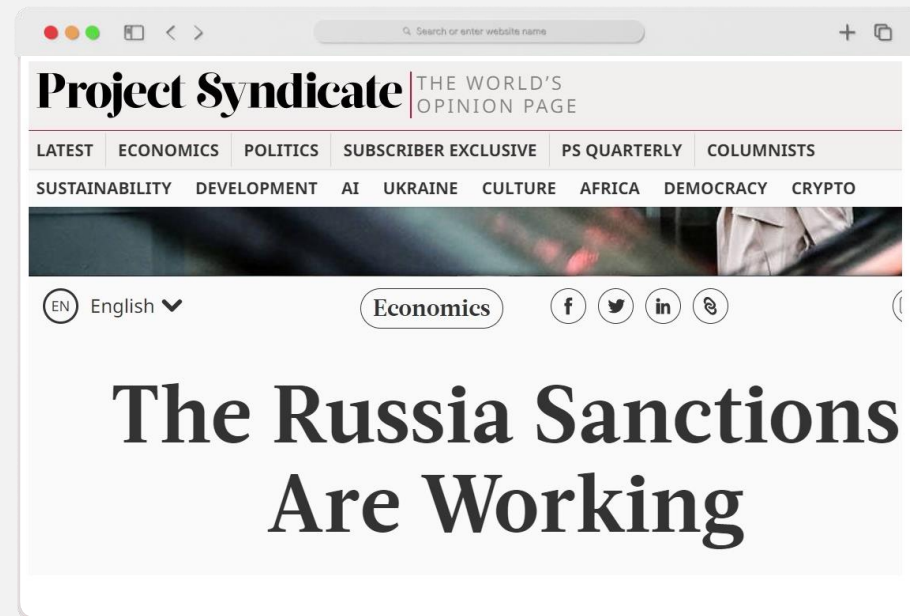 Search or enter website name
Project Syndicate THE WORLD'S
OPINION PAGE
LATEST ECONOMICS POLITICS SUBSCRIBER EXCLUSIVE PS QUARTERLY COLUMNISTS
SUSTAINABILITY DEVELOPMENT AI UKRAINE CULTURE AFRICA DEMOCRACY CRYPTO
EN English Economics f in
The Russia Sanctions
Are Working